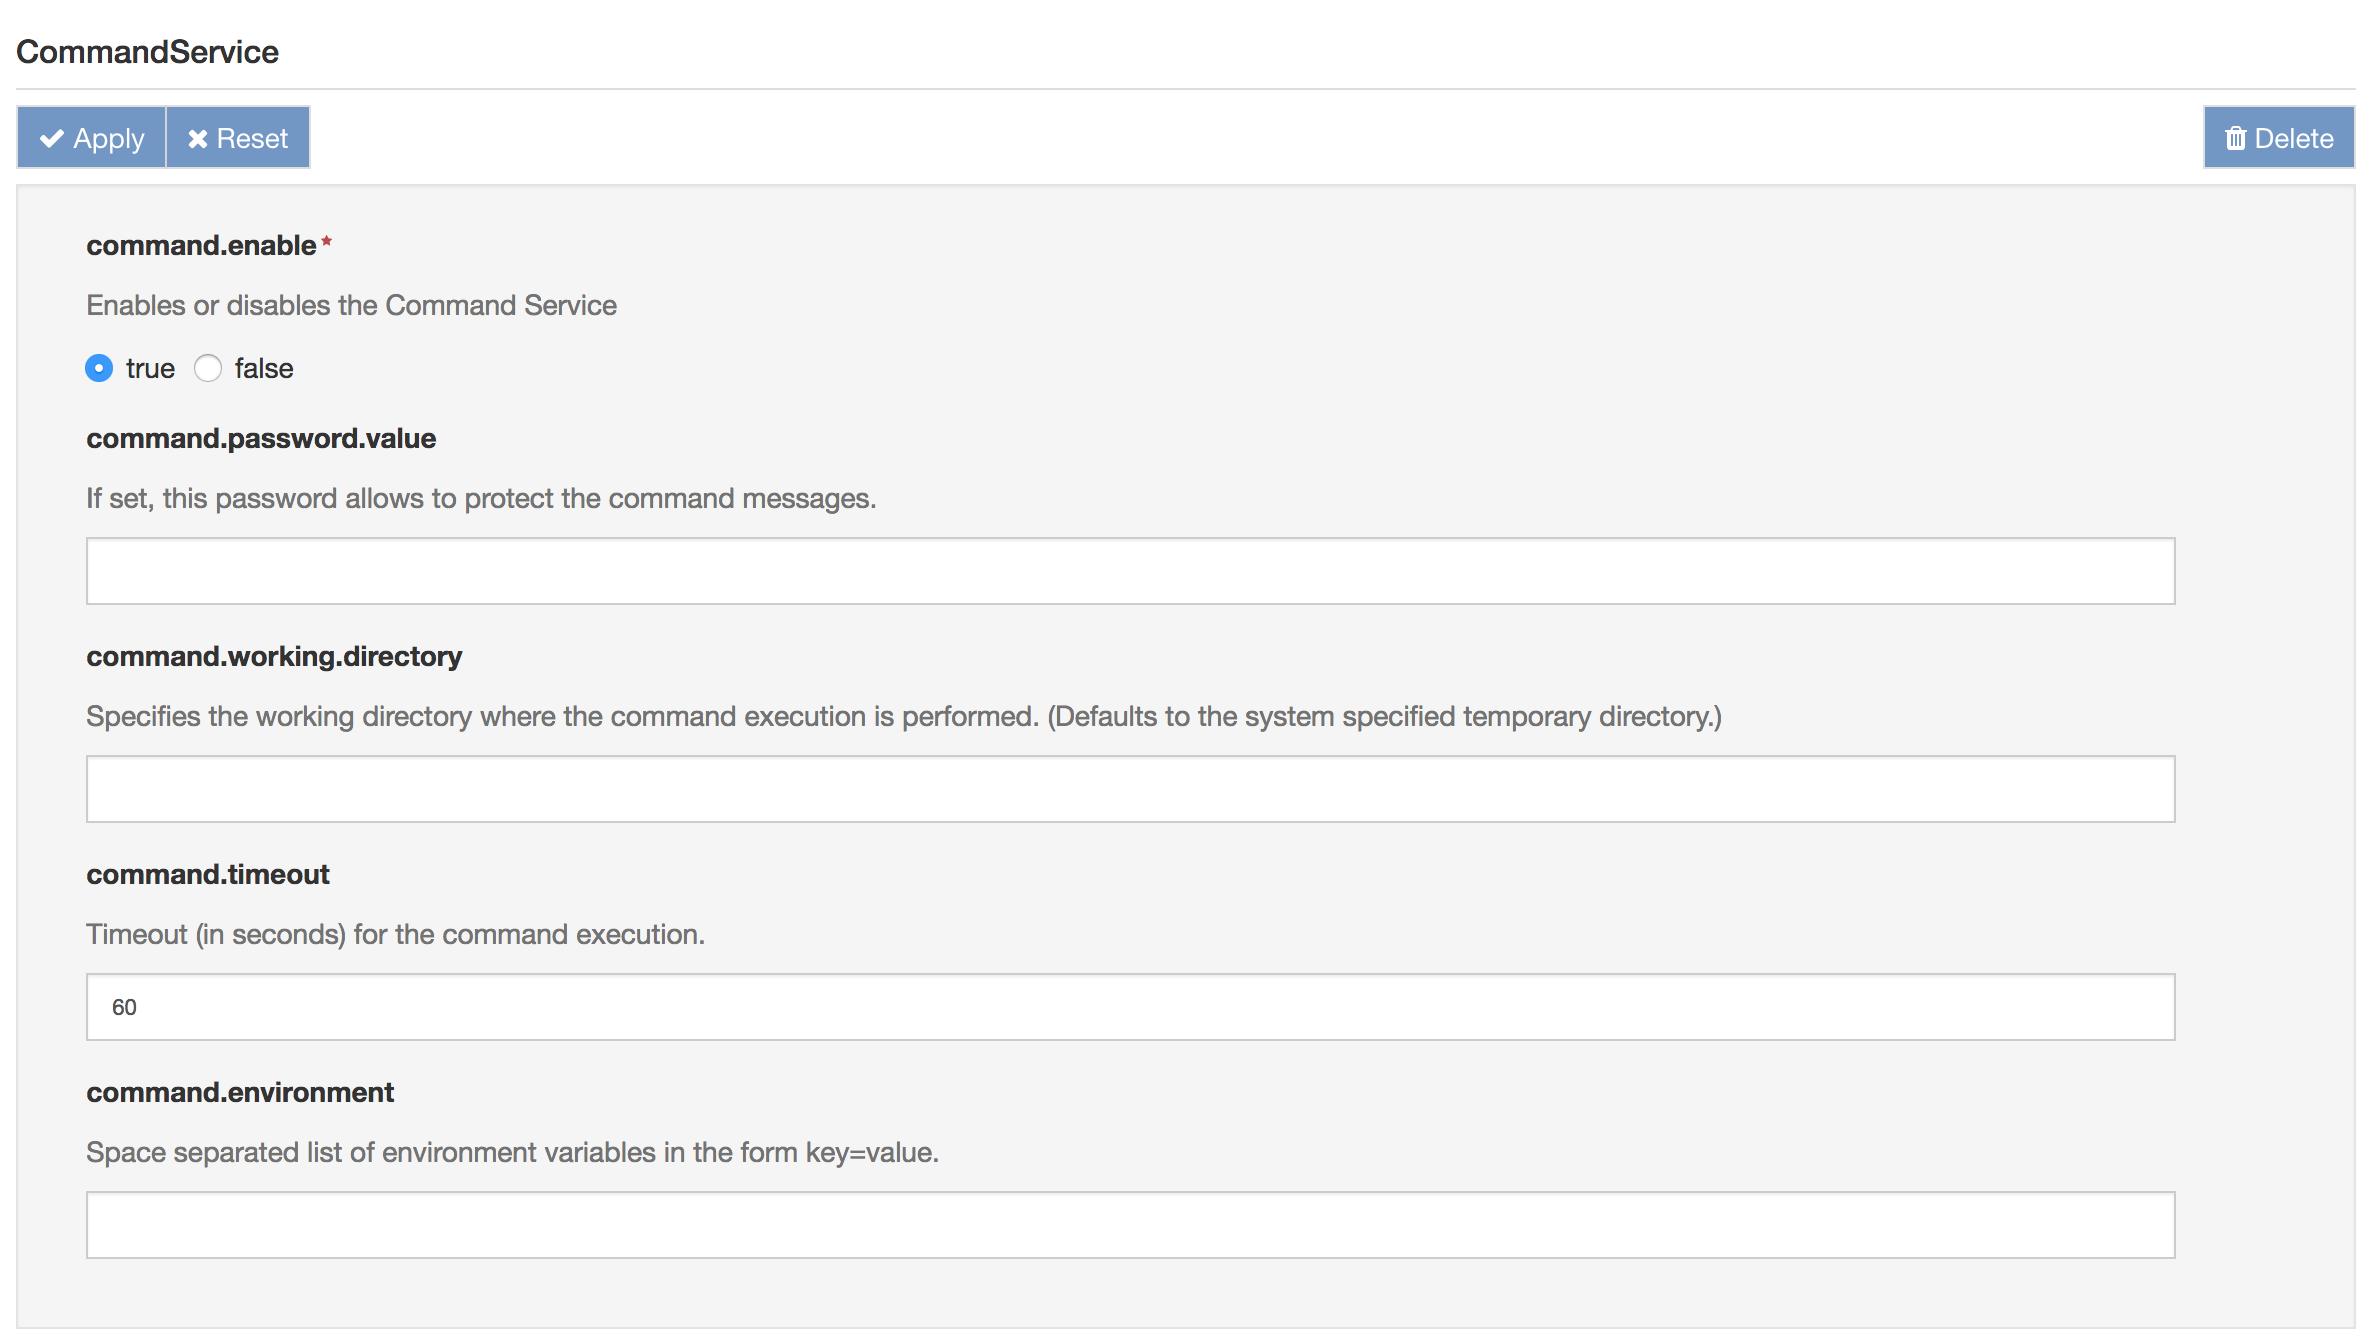 CommandService
Apply Reset Delete
command.enable*
Enables or disables the Command Service
true false
command.password.value
If set, this password allows to protect the command messages.
command.working.directory
Specifies the working directory where the command execution is performed. (Defaults to the system specified temporary directory.)
command.timeout
Timeout (in seconds) for the command execution.
60
command.environment
Space separated list of environment variables in the form key=value.